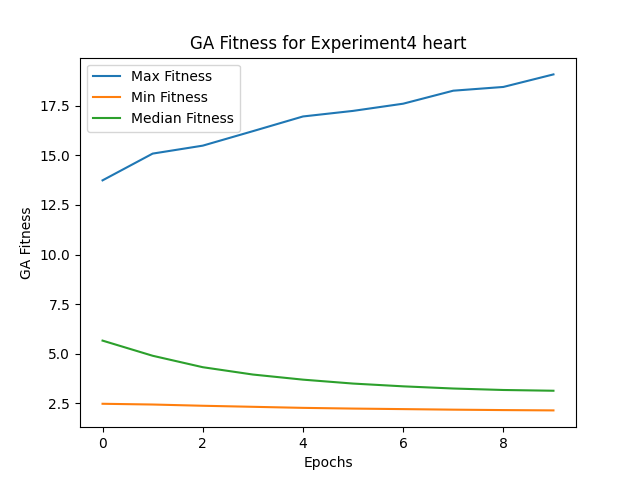 GA Fitness for Experiment4 heart
Max Fitness
Min Fitness
Median Fitness
GA Fitness
17.5
15.0
12.5
10.0
7.5
5.0
2.5
0 2 4 6 8
Epochs